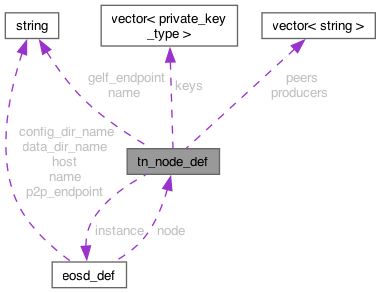 string
vector< private_key
_type >
vector< string >
gelf_endpoint
name
keys
peers
producers
config_dir_name
data_dir_name
host
name
p2p_endpoint
tn_node_def
instance
node
eosd_def